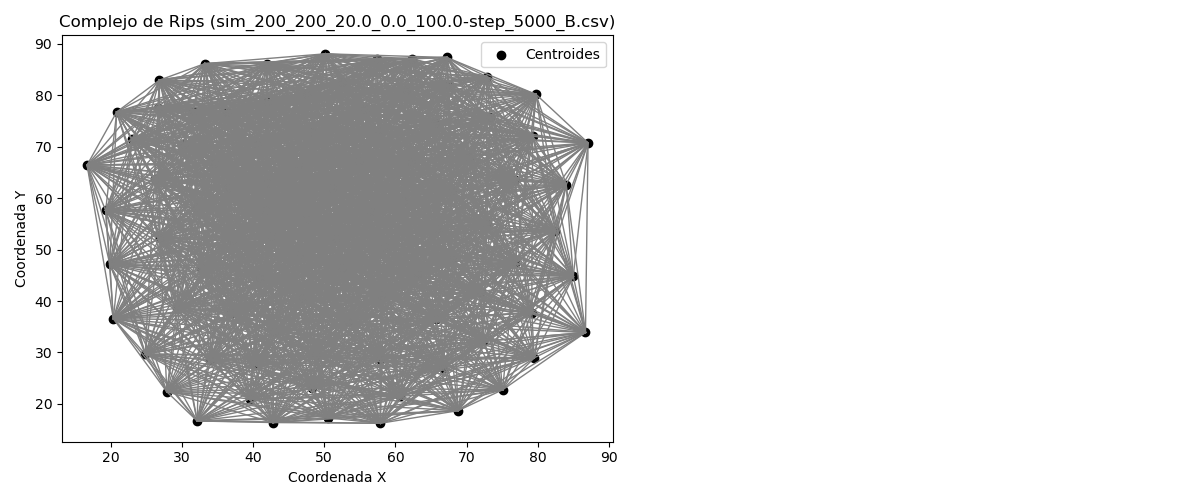 Complejo de Rips (sim_200_200_20.0_0.0_100.0-step_5000_B.csv)
Centroides
90
80
70
60
50
40
30
20
Coordenada Y
20 30 40 50 60 70 80 90
Coordenada X